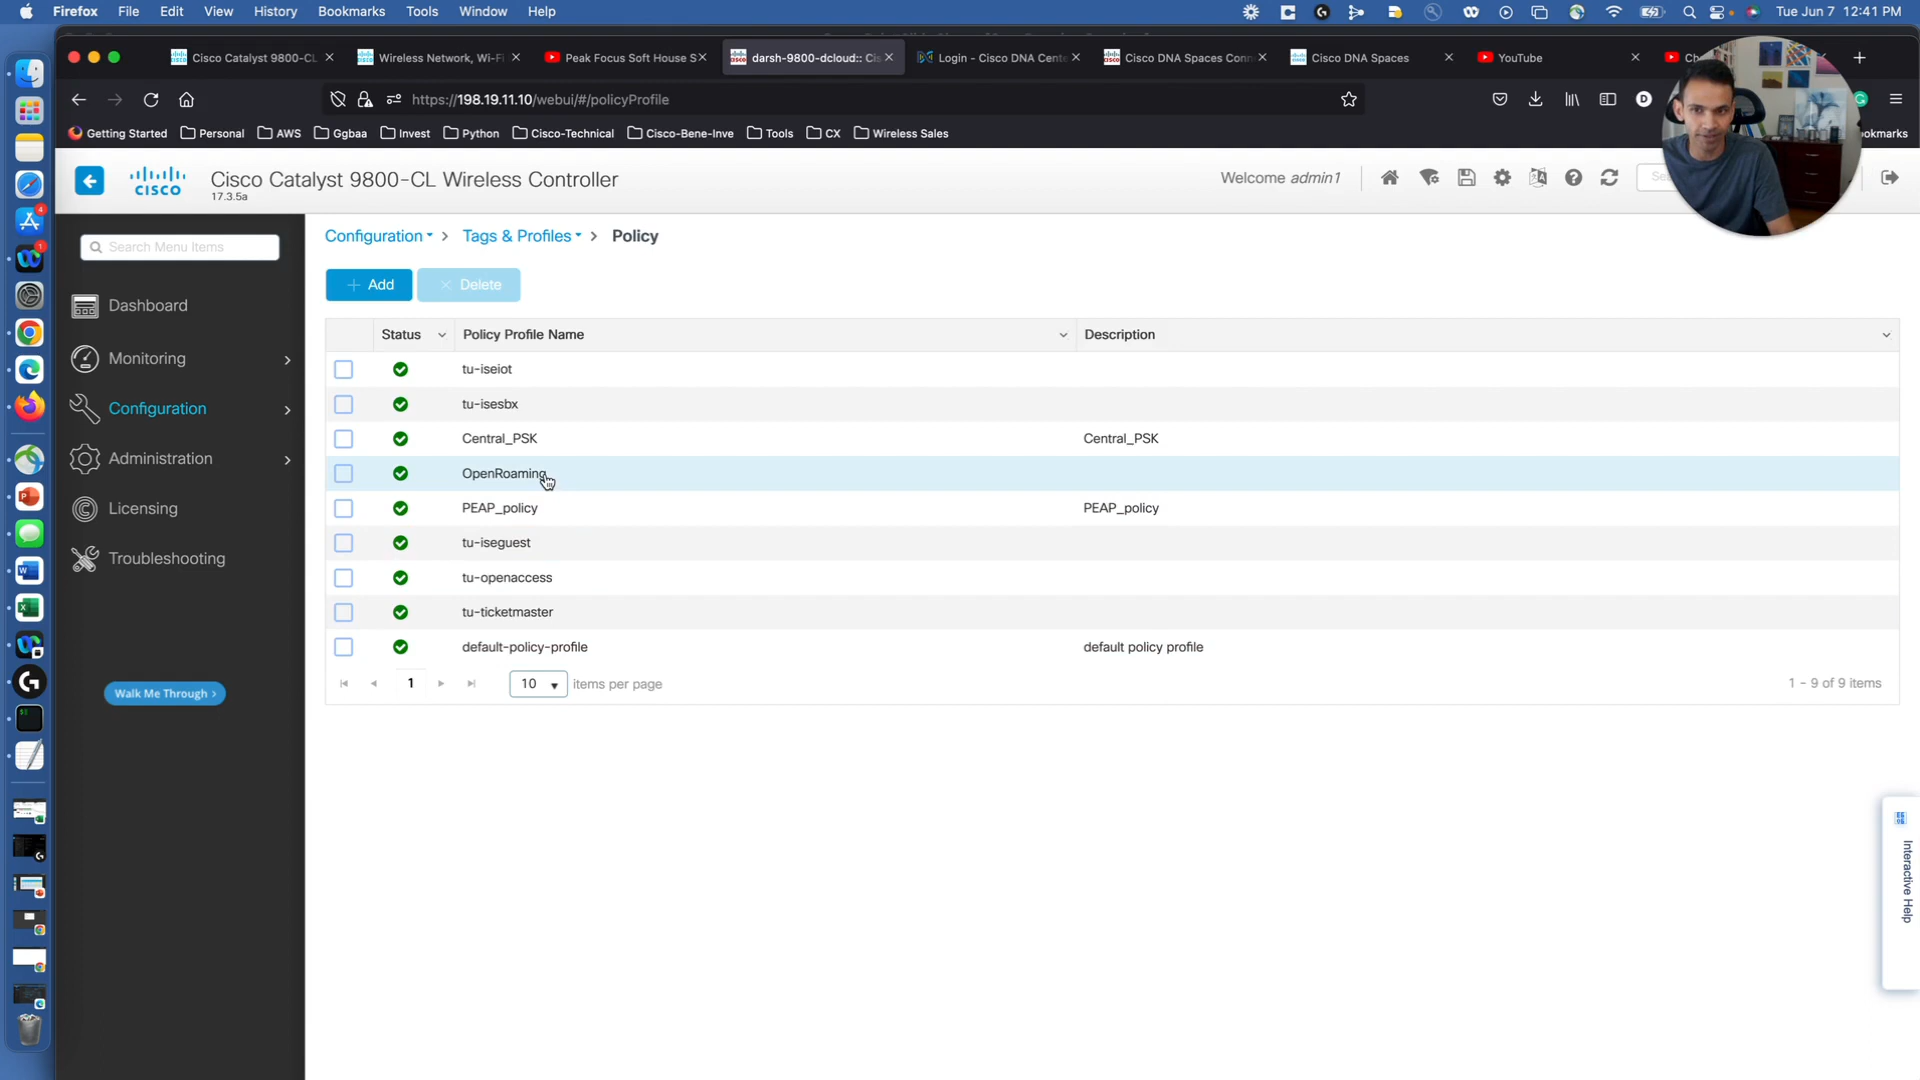 Firefox File Edit View History Bookmarks Tools Window Help Tue Jun 7 12:41 PM
Cisco Catalyst 9800-CL Wireless Network, Wi-Fi Peak Focus Soft House S darsh-9800-dcloud:: Cis Login - Cisco DNA Cente Cisco DNA Spaces Conn Cisco DNA Spaces YouTube
https://198.19.11.10/webui/#/policyProfile
Getting Started Personal AWS Ggbaa Invest Python Cisco-Technical Cisco-Bene-Inve Tools CX Wireless Sales
cisco Cisco Catalyst 9800-CL Wireless Controller Welcome admin1
17.3.5a
Search Menu Items
Dashboard
Monitoring
Configuration
Administration
Licensing
Troubleshooting
Walk Me Through
Configuration > Tags & Profiles > Policy
+ Add × Delete
Status Policy Profile Name Description
tu-iseiot
tu-isesbx
Central_PSK Central_PSK
OpenRoaming
PEAP_policy PEAP_policy
tu-iseguest
tu-openaccess
tu-ticketmaster
default-policy-profile default policy profile
1 10 items per page 1 - 9 of 9 items
Interactive Help